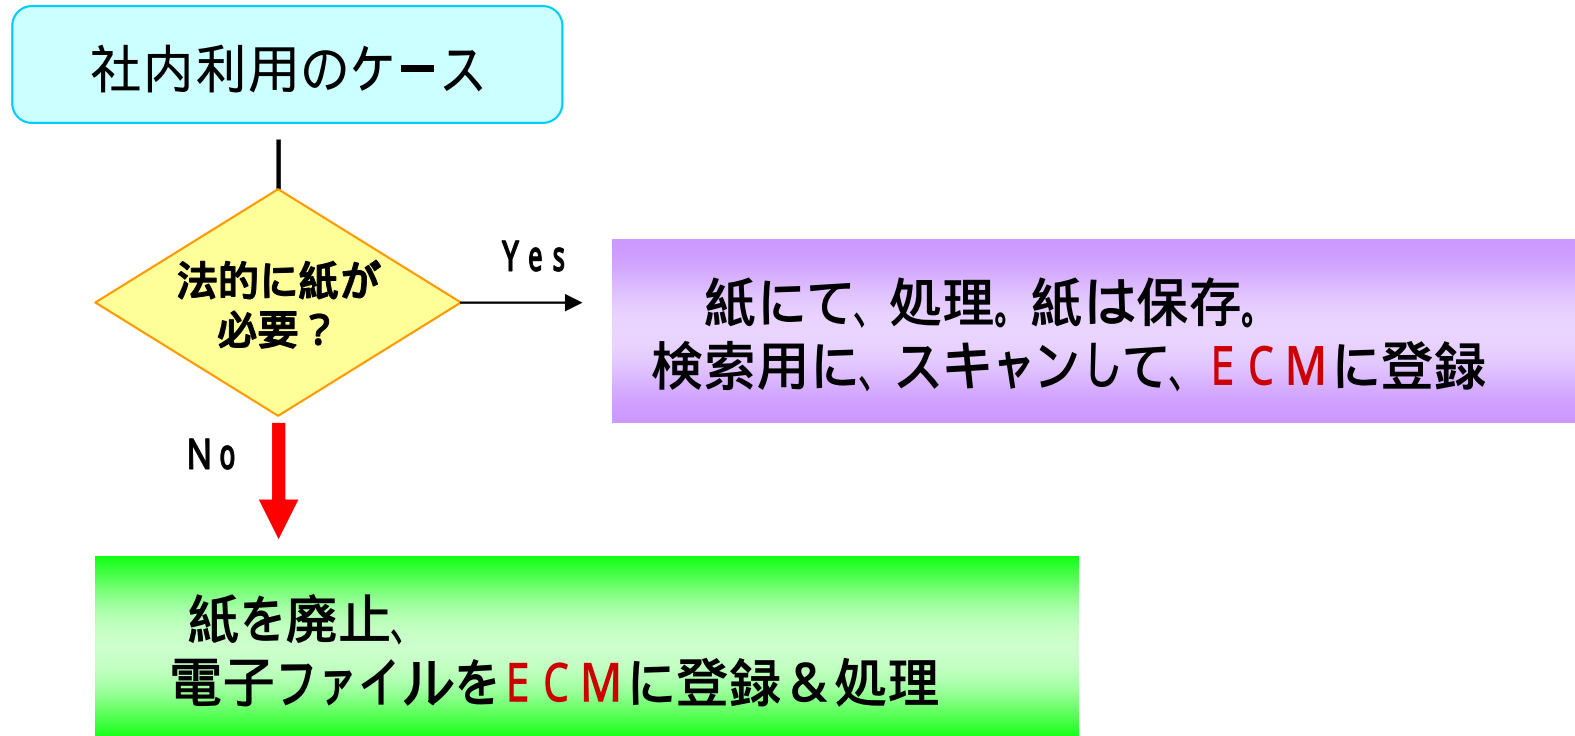 社内利用のケース
法的に紙が
必要？
Yes
紙にて、処理。紙は保存。
検索用に、スキャンして、ＥＣＭに登録
No
紙を廃止、
電子ファイルをＥＣＭに登録＆処理